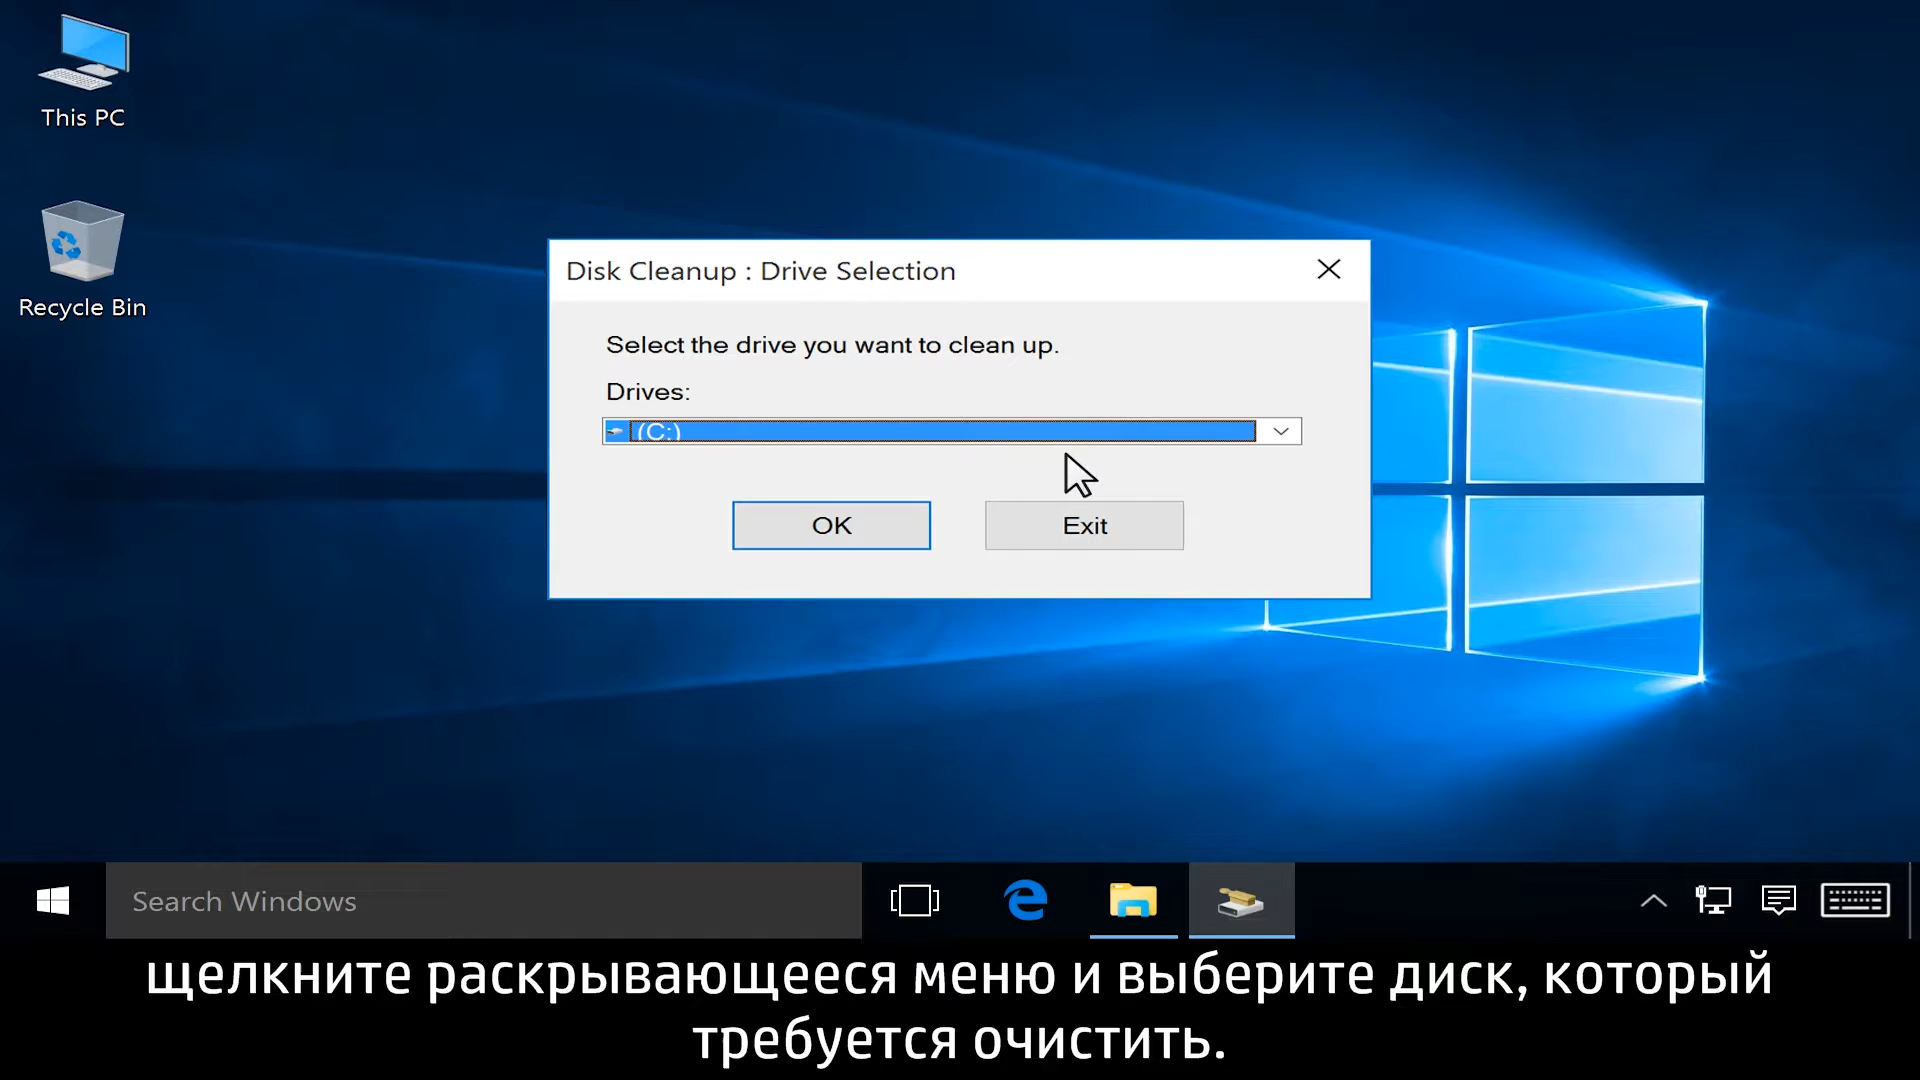 This PC
Recycle Bin
Disk Cleanup : Drive Selection
Select the drive you want to clean up.
Drives:
(C:)
OK
Exit
Search Windows
щелкните раскрывающееся меню и выберите диск, который
требуется очистить.